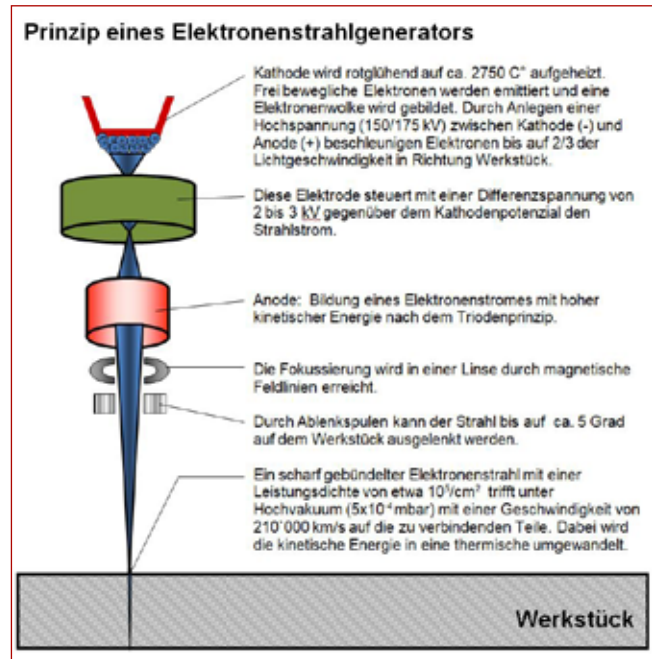 Prinzip eines Elektronenstrahlgenerators
Kathode wird rotglühend auf ca. 2750 C° aufgeheizt.
Frei bewegliche Elektronen werden emittiert und eine
Elektronenwolke wird gebildet. Durch Anlegen einer
Hochspannung (150/175 kV) zwischen Kathode (-) und
Anode (+) beschleunigen Elektronen bis auf 2/3 der
Lichtgeschwindigkeit in Richtung Werkstück.
Diese Elektrode steuert mit einer Differenzspannung von
2 bis 3 kV gegenüber dem Kathodenpotenzial den
Strahlstrom.
Anode: Bildung eines Elektronenstromes mit hoher
kinetischer Energie nach dem Triodenprinzip.
Die Fokussierung wird in einer Linse durch magnetische
Feldlinien erreicht.
Durch Ablenkspulen kann der Strahl bis auf ca. 5 Grad
auf dem Werkstück ausgelenkt werden.
Ein scharf gebündelter Elektronenstrahl mit einer
Leistungsdichte von etwa trifft unter
Hochvakuum (5x10⁻⁴ mbar) mit einer Geschwindigkeit von
210`000 km/s auf die zu verbindenden Teile. Dabei wird
die kinetische Energie in eine thermische umgewandelt.
Werkstück